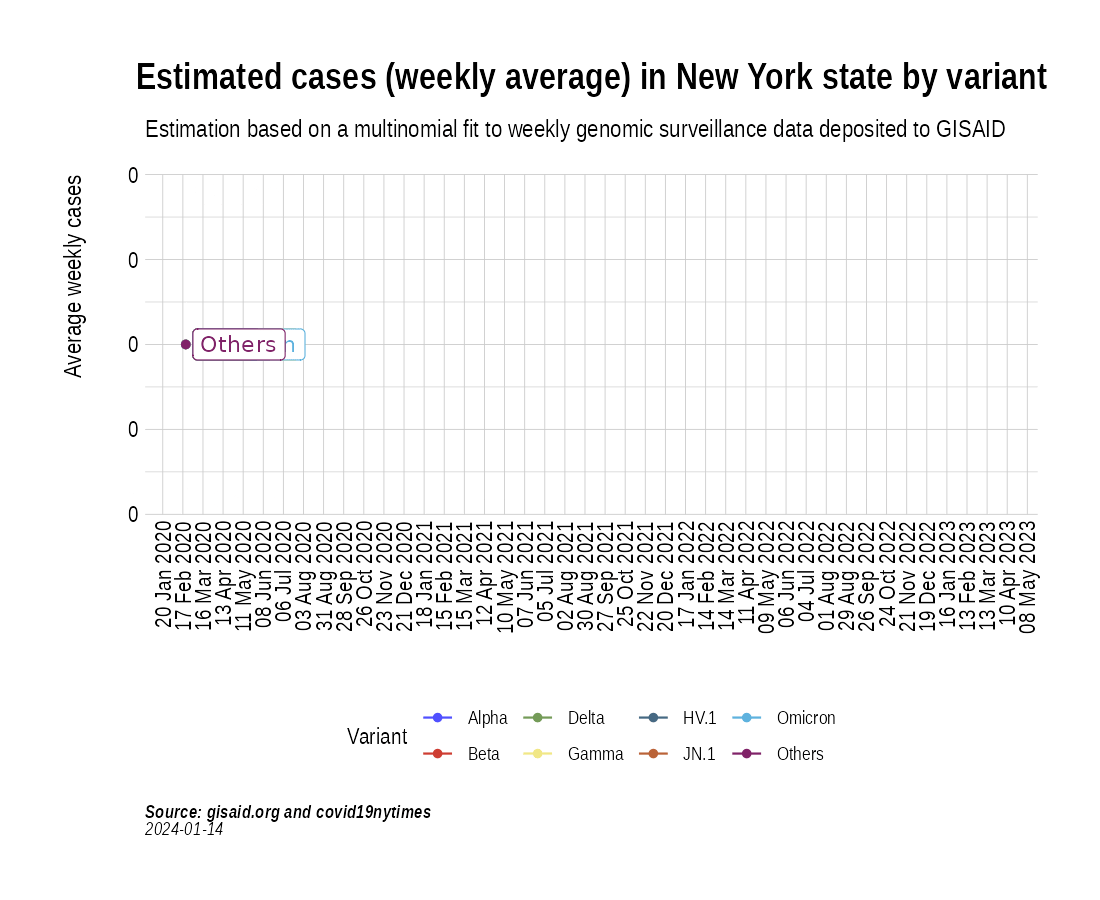 Estimated cases (weekly average) in New York state by variant
Estimation based on a multinomial fit to weekly genomic surveillance data deposited to GISAID
Average weekly cases
0
0
0
0
0
Others
n
20 Jan 2020
17 Feb 2020
16 Mar 2020
13 Apr 2020
11 May 2020
08 Jun 2020
06 Jul 2020
03 Aug 2020
31 Aug 2020
28 Sep 2020
26 Oct 2020
23 Nov 2020
21 Dec 2020
18 Jan 2021
15 Feb 2021
15 Mar 2021
12 Apr 2021
10 May 2021
07 Jun 2021
05 Jul 2021
02 Aug 2021
30 Aug 2021
27 Sep 2021
25 Oct 2021
22 Nov 2021
20 Dec 2021
17 Jan 2022
14 Feb 2022
14 Mar 2022
11 Apr 2022
09 May 2022
06 Jun 2022
04 Jul 2022
01 Aug 2022
29 Aug 2022
26 Sep 2022
24 Oct 2022
21 Nov 2022
19 Dec 2022
16 Jan 2023
13 Feb 2023
13 Mar 2023
10 Apr 2023
08 May 2023
Variant
Alpha
Delta
HV.1
Omicron
Beta
Gamma
JN.1
Others
Source: gisaid.org and covid19nytimes
2024-01-14